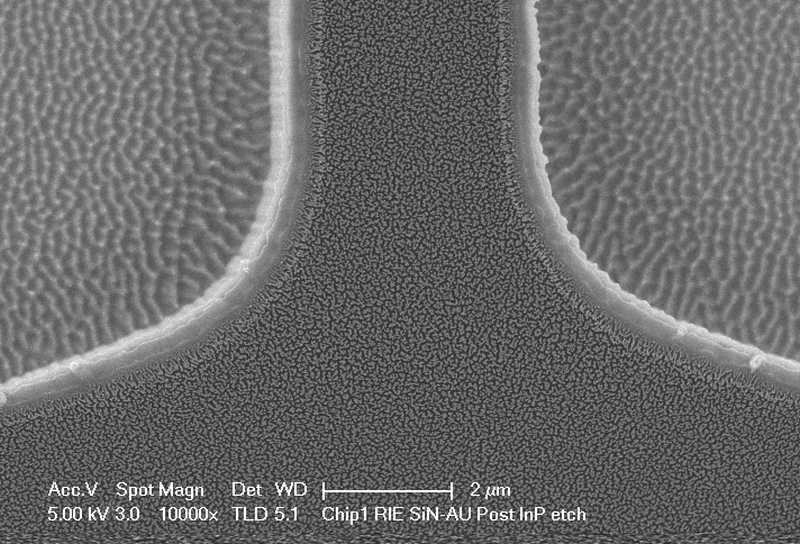 Acc.V Spot Magn Det WD 2 µm
5.00 kV 3.0 10000x TLD 5.1 Chip1 RIE SiN-AU Post InP etch